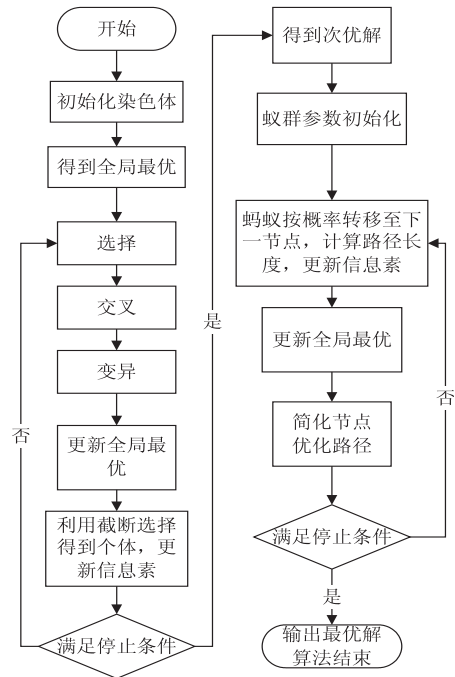 开始
初始化染色体
得到全局最优
选择
交叉
变异
更新全局最
优
利用截断选择
得到个体，更
新信息素
满足停止条件
否
是
得到次优解
蚁群参数初始化
蚂蚁按概率转移至下
一节点，计算路径长
度，更新信息素
更新全局最优
简化节点
优化路径
满足停止条件
否
是
输出最优解
算法结束